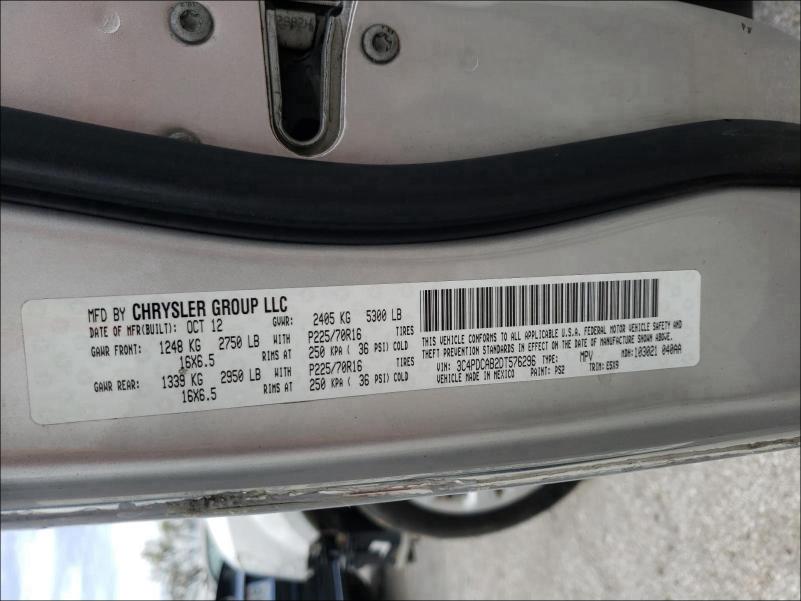 MFD BY CHRYSLER GROUP LLC
DATE OF MFR(BUILT): OCT 12 GVWR: 2405 KG 5300 LB
GAWR FRONT: 1248 KG 2750 LB WITH P225/70R16 TIRES
16X6.5 RIMS AT 250 KPA ( 36 PSI) COLD
GAWR REAR: 1339 KG 2950 LB WITH P225/70R16 TIRES
16X6.5 RIMS AT 250 KPA ( 36 PSI) COLD
THIS VEHICLE CONFORMS TO ALL APPLICABLE U.S.A. FEDERAL MOTOR VEHICLE SAFETY AND
THEFT PREVENTION STANDARDS IN EFFECT ON THE DATE OF MANUFACTURE SHOWN ABOVE.
VIN: 3C4PDCAB2DT576296 TYPE: MPV MDH: 103021 040AA
VEHICLE MADE IN MEXICO PAINT: PS2 TRIM: E5X9